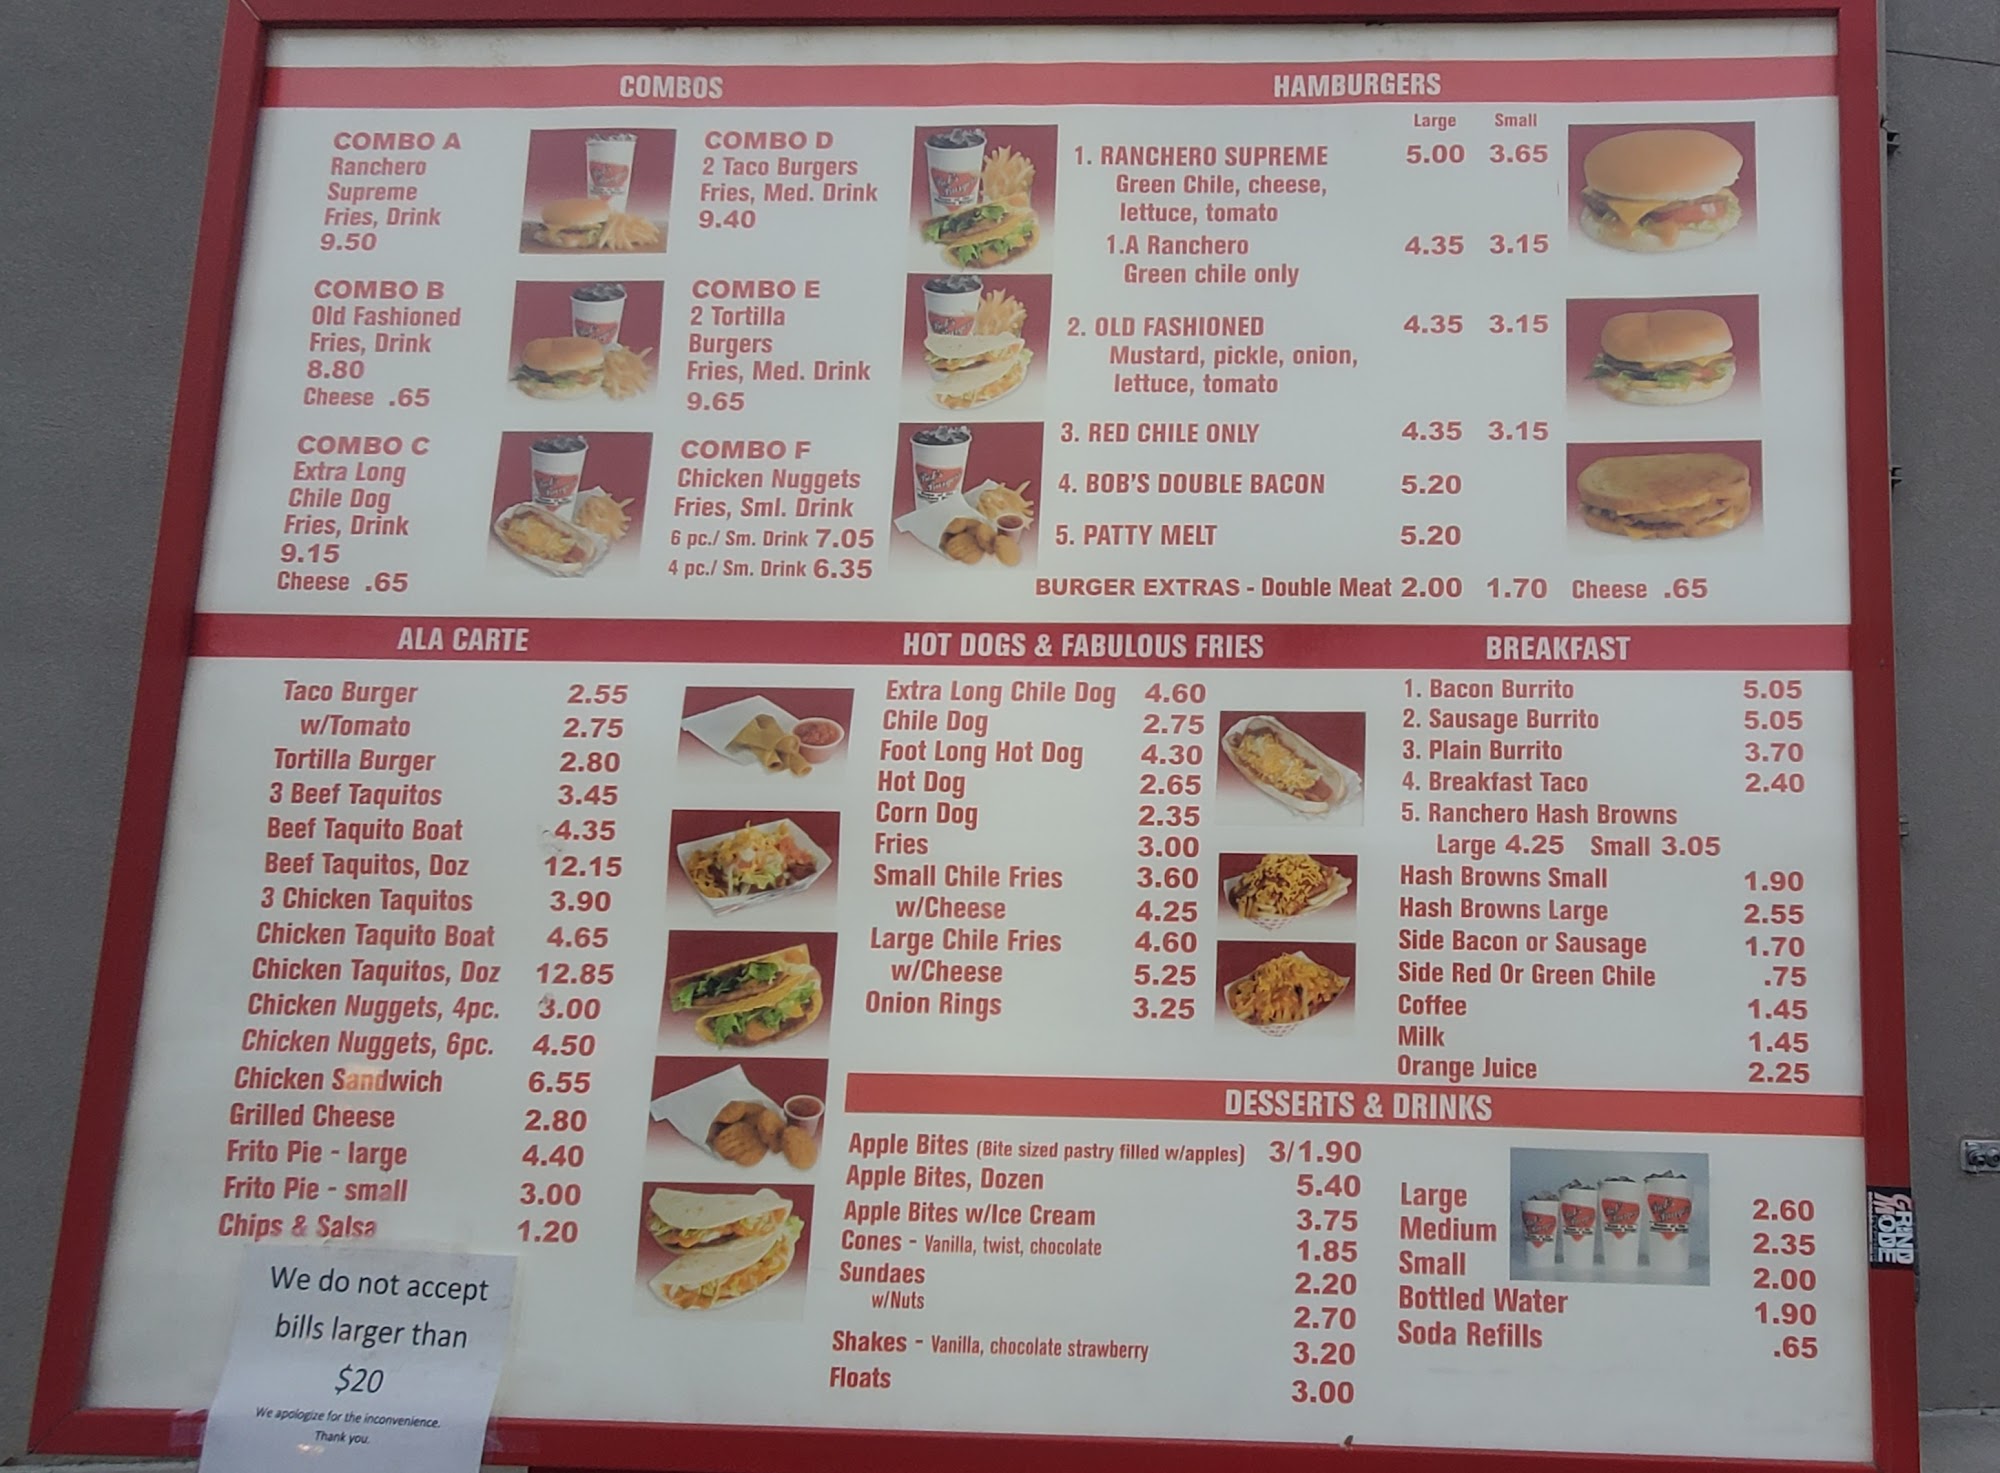 COMBOS
COMBO A
Ranchero
Supreme
Fries, Drink
9.50
COMBO B
Old Fashioned
Fries, Drink
8.80
Cheese .65
COMBO C
Extra Long
Chile Dog
Fries, Drink
9.15
Cheese .65
COMBO D
2 Taco Burgers
Fries, Med. Drink
9.40
COMBO E
2 Tortilla
Burgers
Fries, Med. Drink
9.65
COMBO F
Chicken Nuggets
Fries, Sml. Drink
6 pc./ Sm. Drink 7.05
4 pc./ Sm. Drink 6.35
HAMBURGERS
Large Small
1. RANCHERO SUPREME 5.00 3.65
Green Chile, cheese,
lettuce, tomato
1.A Ranchero 4.35 3.15
Green chile only
2. OLD FASHIONED 4.35 3.15
Mustard, pickle, onion,
lettuce, tomato
3. RED CHILE ONLY 4.35 3.15
4. BOB'S DOUBLE BACON 5.20
5. PATTY MELT 5.20
BURGER EXTRAS - Double Meat 2.00 1.70 Cheese .65
ALA CARTE
Taco Burger 2.55
w/Tomato 2.75
Tortilla Burger 2.80
3 Beef Taquitos 3.45
Beef Taquito Boat 4.35
Beef Taquitos, Doz 12.15
3 Chicken Taquitos 3.90
Chicken Taquito Boat 4.65
Chicken Taquitos, Doz 12.85
Chicken Nuggets, 4pc. 3.00
Chicken Nuggets, 6pc. 4.50
Chicken Sandwich 6.55
Grilled Cheese 2.80
Frito Pie - large 4.40
Frito Pie - small 3.00
Chips & Salsa 1.20
We do not accept
bills larger than
$20
We apologize for the inconvenience.
Thank you.
HOT DOGS & FABULOUS FRIES
Extra Long Chile Dog 4.60
Chile Dog 2.75
Foot Long Hot Dog 4.30
Hot Dog 2.65
Corn Dog 2.35
Fries 3.00
Small Chile Fries 3.60
w/Cheese 4.25
Large Chile Fries 4.60
w/Cheese 5.25
Onion Rings 3.25
BREAKFAST
1. Bacon Burrito 5.05
2. Sausage Burrito 5.05
3. Plain Burrito 3.70
4. Breakfast Taco 2.40
5. Ranchero Hash Browns
Large 4.25 Small 3.05
Hash Browns Small 1.90
Hash Browns Large 2.55
Side Bacon or Sausage 1.70
Side Red Or Green Chile .75
Coffee 1.45
Milk 1.45
Orange Juice 2.25
DESSERTS & DRINKS
Apple Bites (Bite sized pastry filled w/apples) 3/1.90
Apple Bites, Dozen 5.40
Apple Bites w/Ice Cream 3.75
Cones - Vanilla, twist, chocolate 1.85
Sundaes 2.20
w/Nuts 2.70
Shakes - Vanilla, chocolate strawberry 3.20
Floats 3.00
Large 2.60
Medium 2.35
Small 2.00
Bottled Water 1.90
Soda Refills .65
GRIND
MODE